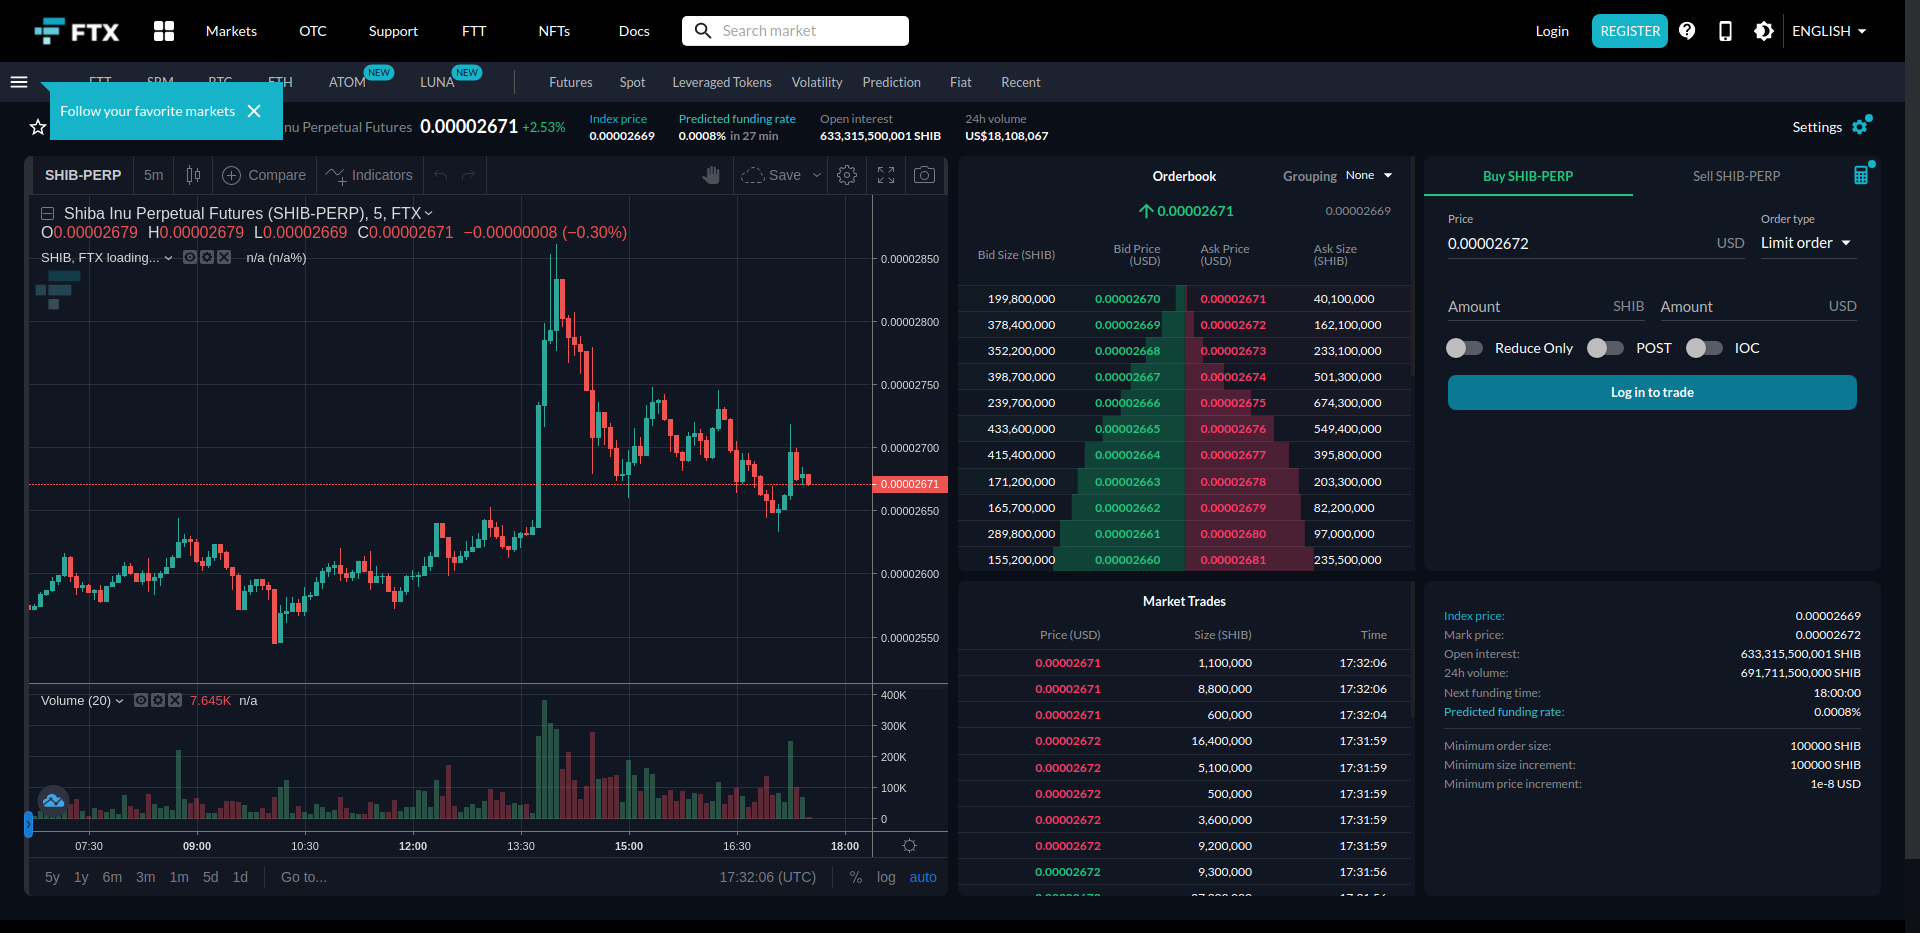 FTX
Markets
OTC
Support
FTT
NFTs
Docs
Search market
Login
REGISTER
ENGLISH
ATOM
NEW
LUNA
NEW
Futures
Spot
Leveraged Tokens
Volatility
Prediction
Fiat
Recent
Follow your favorite markets
nu Perpetual Futures
0.00002671
+2.53%
Index price
0.00002669
Predicted funding rate
0.0008% in 27 min
Open interest
633,315,500,001 SHIB
24h volume
US$18,108,067
Settings
SHIB-PERP
5m
Compare
Indicators
Save
Shiba Inu Perpetual Futures (SHIB-PERP), 5, FTX
O0.00002679 H0.00002679 L0.00002669 C0.00002671 −0.00000008 (−0.30%)
SHIB, FTX loading...
n/a (n/a%)
0.00002850
0.00002800
0.00002750
0.00002700
0.00002671
0.00002650
0.00002600
0.00002550
Volume (20)
7.645K n/a
400K
300K
200K
100K
0
07:30
09:00
10:30
12:00
13:30
15:00
16:30
18:00
5y
1y
6m
3m
1m
5d
1d
Go to...
17:32:06 (UTC)
%
log
auto
Orderbook
Grouping
None
0.00002671
0.00002669
Bid Size (SHIB)
Bid Price (USD)
Ask Price (USD)
Ask Size (SHIB)
199,800,000 0.00002670 0.00002671 40,100,000
378,400,000 0.00002669 0.00002672 162,100,000
352,200,000 0.00002668 0.00002673 233,100,000
398,700,000 0.00002667 0.00002674 501,300,000
239,700,000 0.00002666 0.00002675 674,300,000
433,600,000 0.00002665 0.00002676 549,400,000
415,400,000 0.00002664 0.00002677 395,800,000
171,200,000 0.00002663 0.00002678 203,300,000
165,700,000 0.00002662 0.00002679 82,200,000
289,800,000 0.00002661 0.00002680 97,000,000
155,200,000 0.00002660 0.00002681 235,500,000
Market Trades
Price (USD) Size (SHIB) Time
0.00002671 1,100,000 17:32:06
0.00002671 8,800,000 17:32:06
0.00002671 600,000 17:32:04
0.00002672 16,400,000 17:31:59
0.00002672 5,100,000 17:31:59
0.00002672 500,000 17:31:59
0.00002672 3,600,000 17:31:59
0.00002672 9,200,000 17:31:59
0.00002672 9,300,000 17:31:56
Buy SHIB-PERP
Sell SHIB-PERP
Price
0.00002672
USD
Order type
Limit order
Amount
SHIB
Amount
USD
Reduce Only
POST
IOC
Log in to trade
Index price: 0.00002669
Mark price: 0.00002672
Open interest: 633,315,500,001 SHIB
24h volume: 691,711,500,000 SHIB
Next funding time: 18:00:00
Predicted funding rate: 0.0008%
Minimum order size: 100000 SHIB
Minimum size increment: 100000 SHIB
Minimum price increment: 1e-8 USD